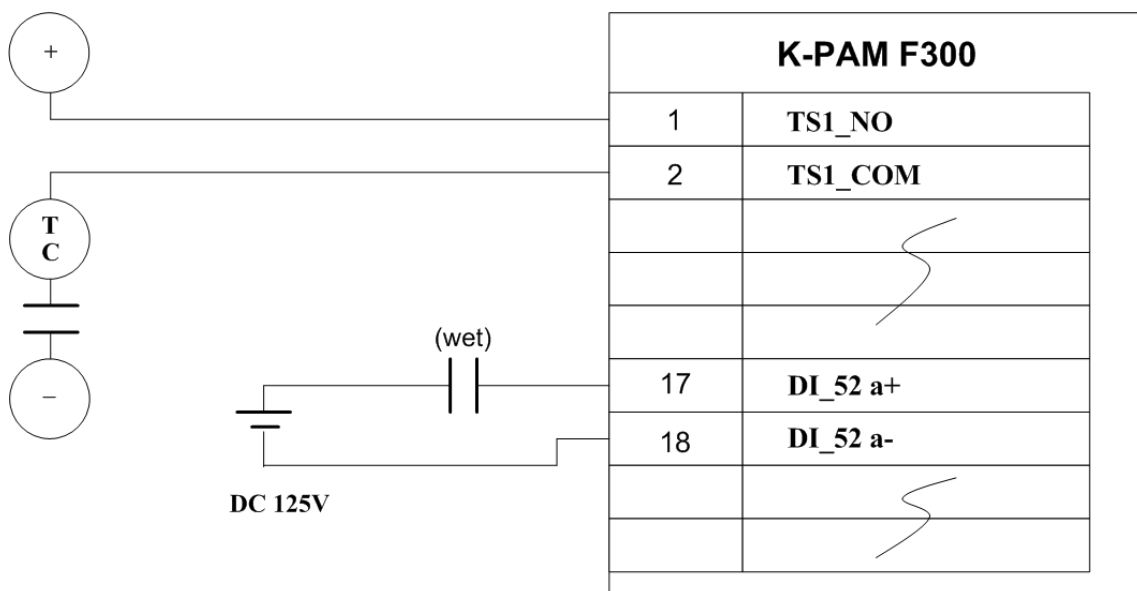 +
K-PAM F300
1 TS1_NO
2 TS1_COM
T
C
(wet)
17 DI_52 a+
−
18 DI_52 a-
DC 125V